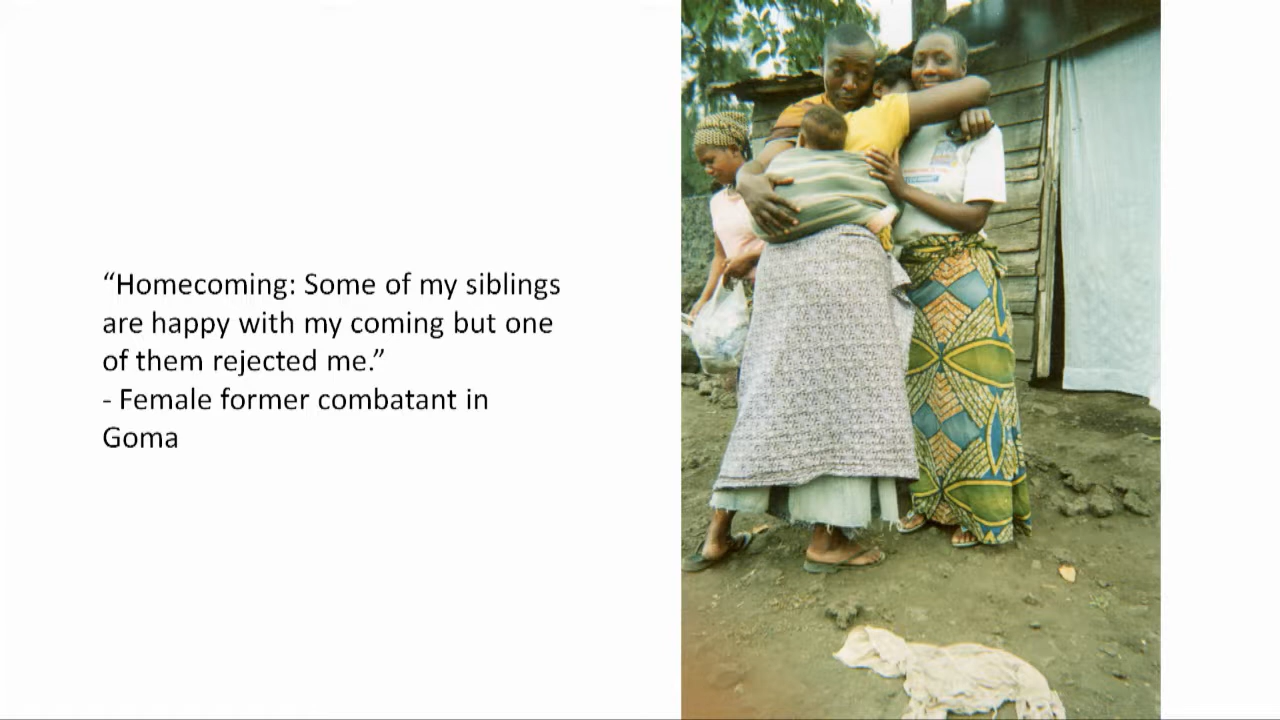 “Homecoming: Some of my siblings
are happy with my coming but one
of them rejected me.”
- Female former combatant in
Goma